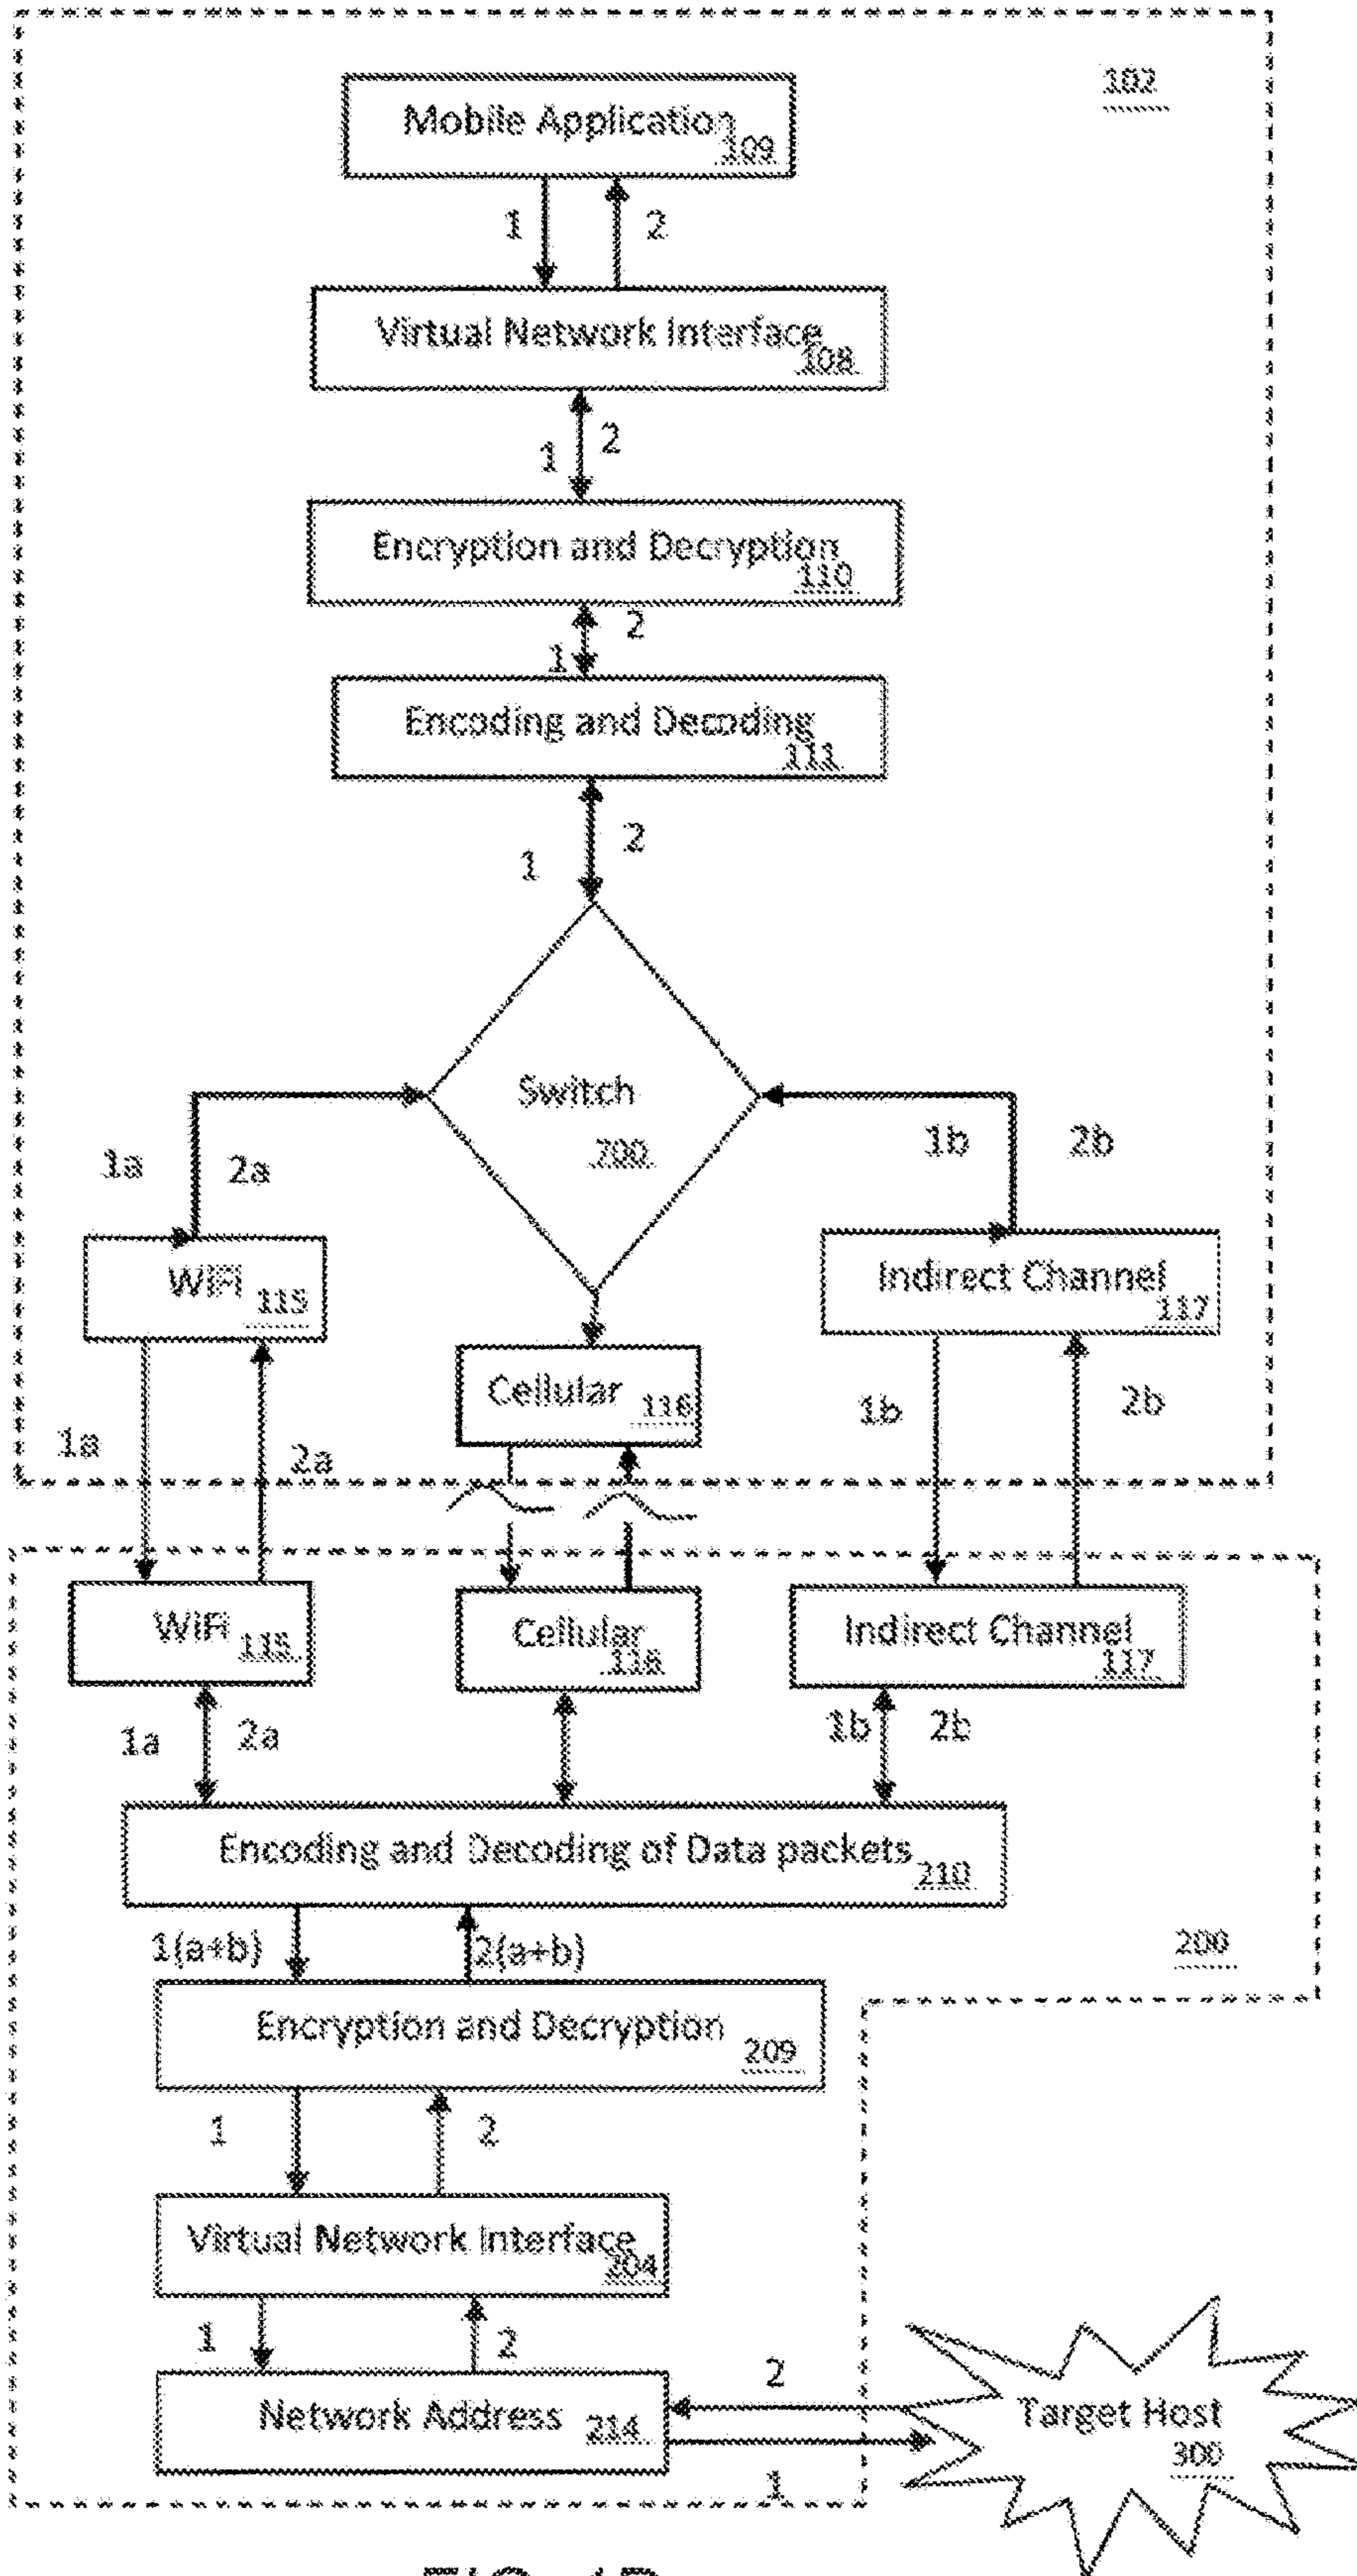 102
Mobile Application
109
1
2
Virtual Network Interface
108
1
2
Encryption and Decryption
110
1
2
Encoding and Decoding
111
1
2
Switch
700
1a
2a
1b
2b
WiFi
115
Indirect Channel
117
Cellular
116
1a
2a
1b
2b
WiFi
115
Cellular
116
Indirect Channel
117
1a
2a
1b
2b
Encoding and Decoding of Data packets
210
1(a+b)
2(a+b)
200
Encryption and Decryption
209
1
2
Virtual Network Interface
204
1
2
Network Address
214
2
1
Target Host
300